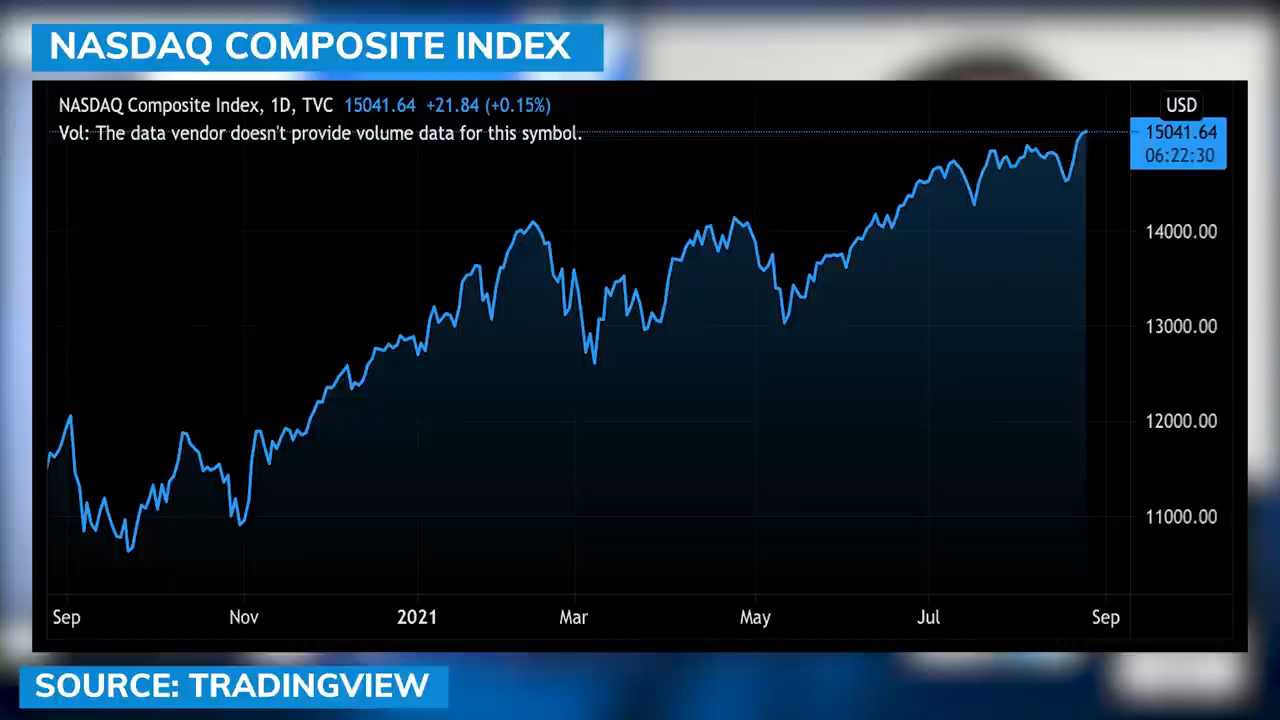 NASDAQ COMPOSITE INDEX
NASDAQ Composite Index, 1D, TVC 15041.64 +21.84 (+0.15%)
Vol: The data vendor doesn't provide volume data for this symbol.
USD
15041.64
06:22:30
14000.00
13000.00
12000.00
11000.00
Sep Nov 2021 Mar May Jul Sep
SOURCE: TRADINGVIEW